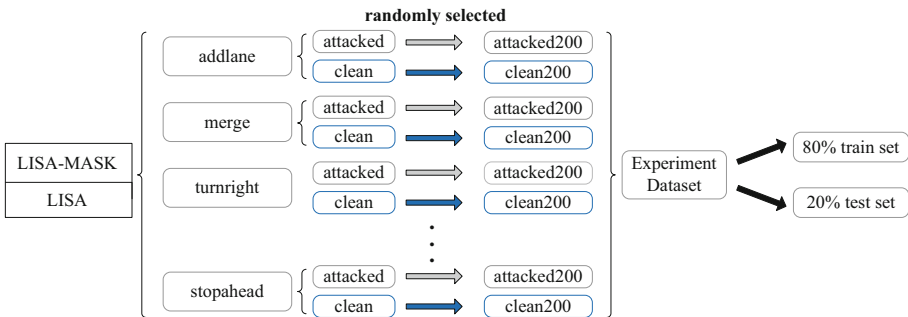 randomly selected
addlane
attacked
attacked200
clean
clean200
merge
attacked
attacked200
clean
clean200
LISA-MASK
LISA
turnright
attacked
attacked200
clean
clean200
stopahead
attacked
attacked200
clean
clean200
Experiment
Dataset
80% train set
20% test set